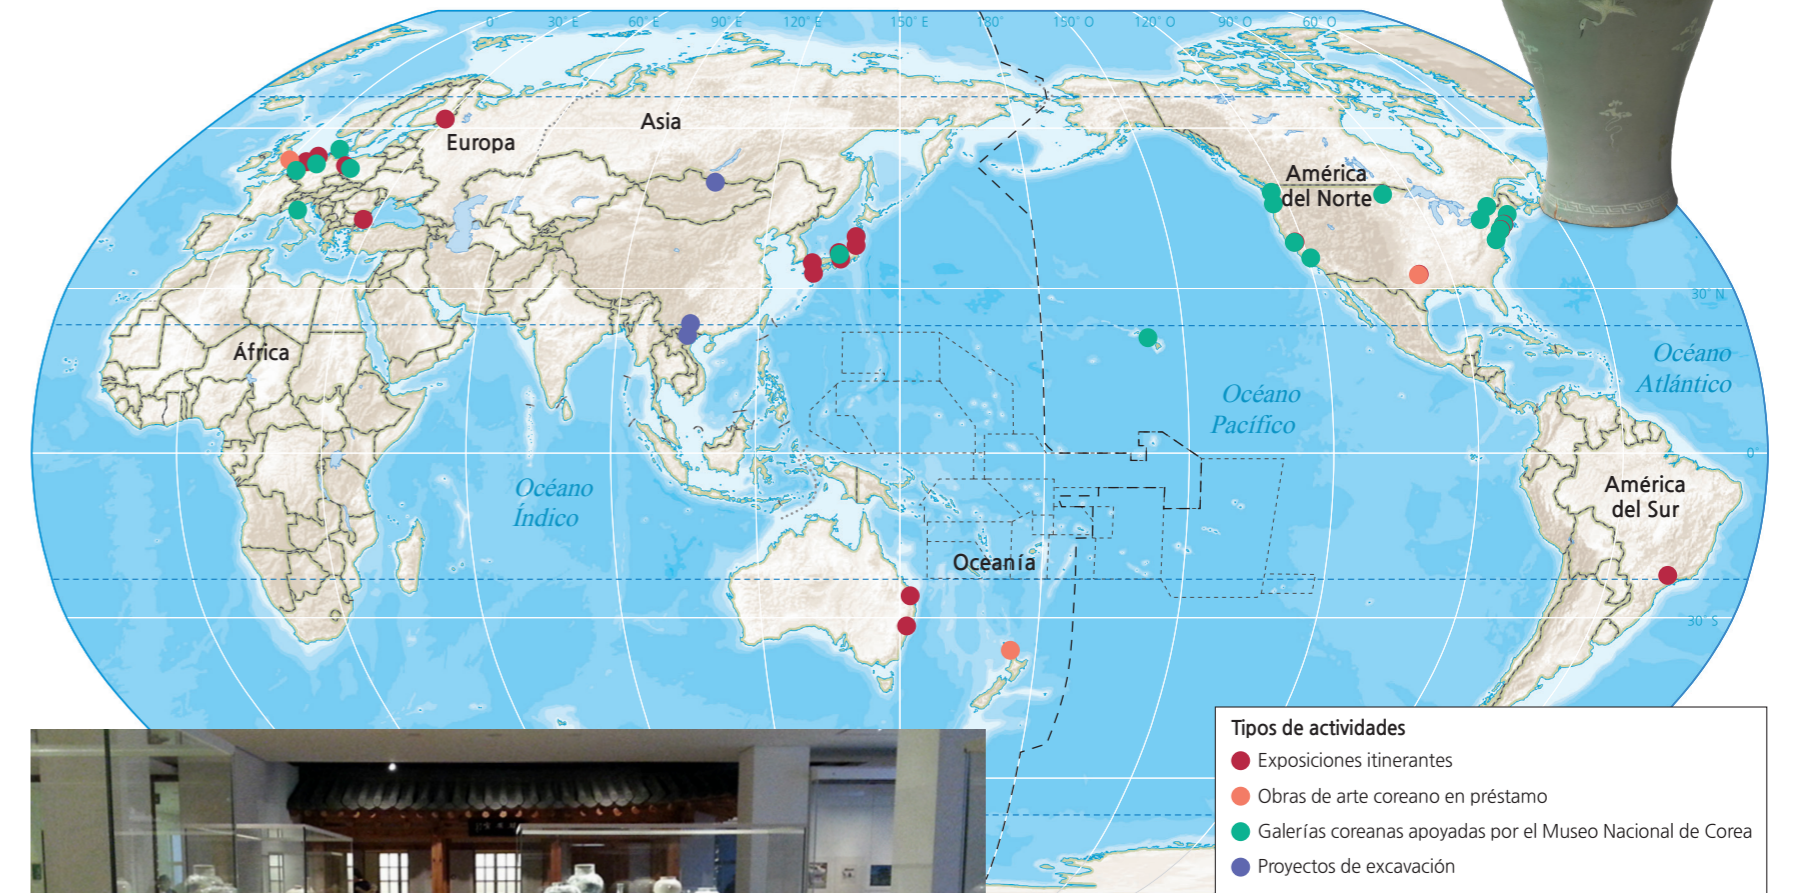 0°
30° E
60° E
90° E
120° E
150° E
180°
150° O
120° O
90° O
60° O
Asia
Europa
América
del Norte
30° N
África
Océano
Atlántico
Océano
Pacífico
0°
América
del Sur
Océano
Índico
Oceanía
30° S
Tipos de actividades
Exposiciones itinerantes
Obras de arte coreano en préstamo
Galerías coreanas apoyadas por el Museo Nacional de Corea
Proyectos de excavación